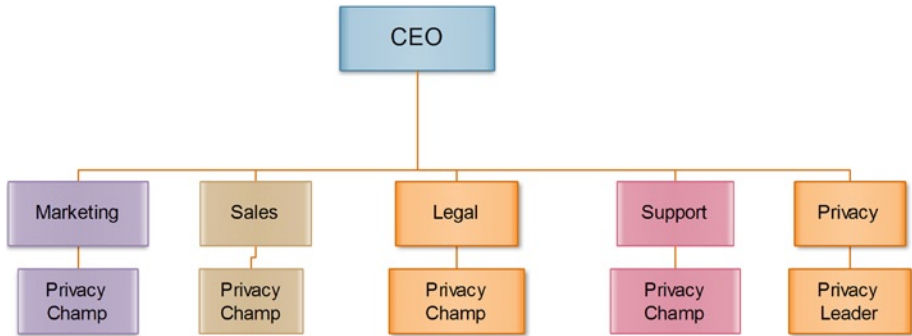 CEO
Marketing
Sales
Legal
Support
Privacy
Privacy
Champ
Privacy
Champ
Privacy
Champ
Privacy
Champ
Privacy
Leader